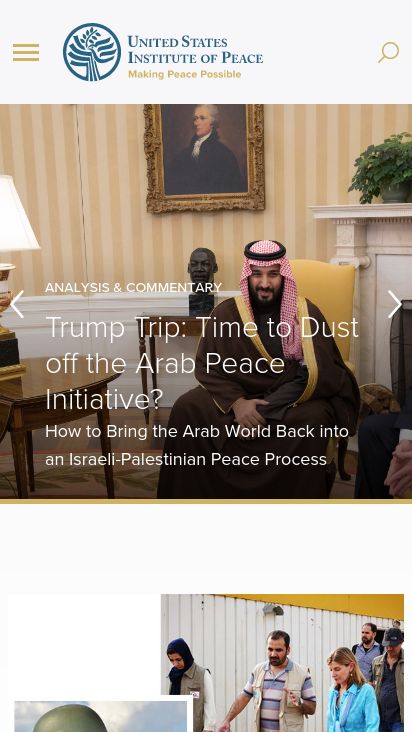 UNITED STATES
INSTITUTE OF PEACE
Making Peace Possible
ANALYSIS & COMMENTARY
Trump Trip: Time to Dust
off the Arab Peace
Initiative?
How to Bring the Arab World Back into
an Israeli-Palestinian Peace Process